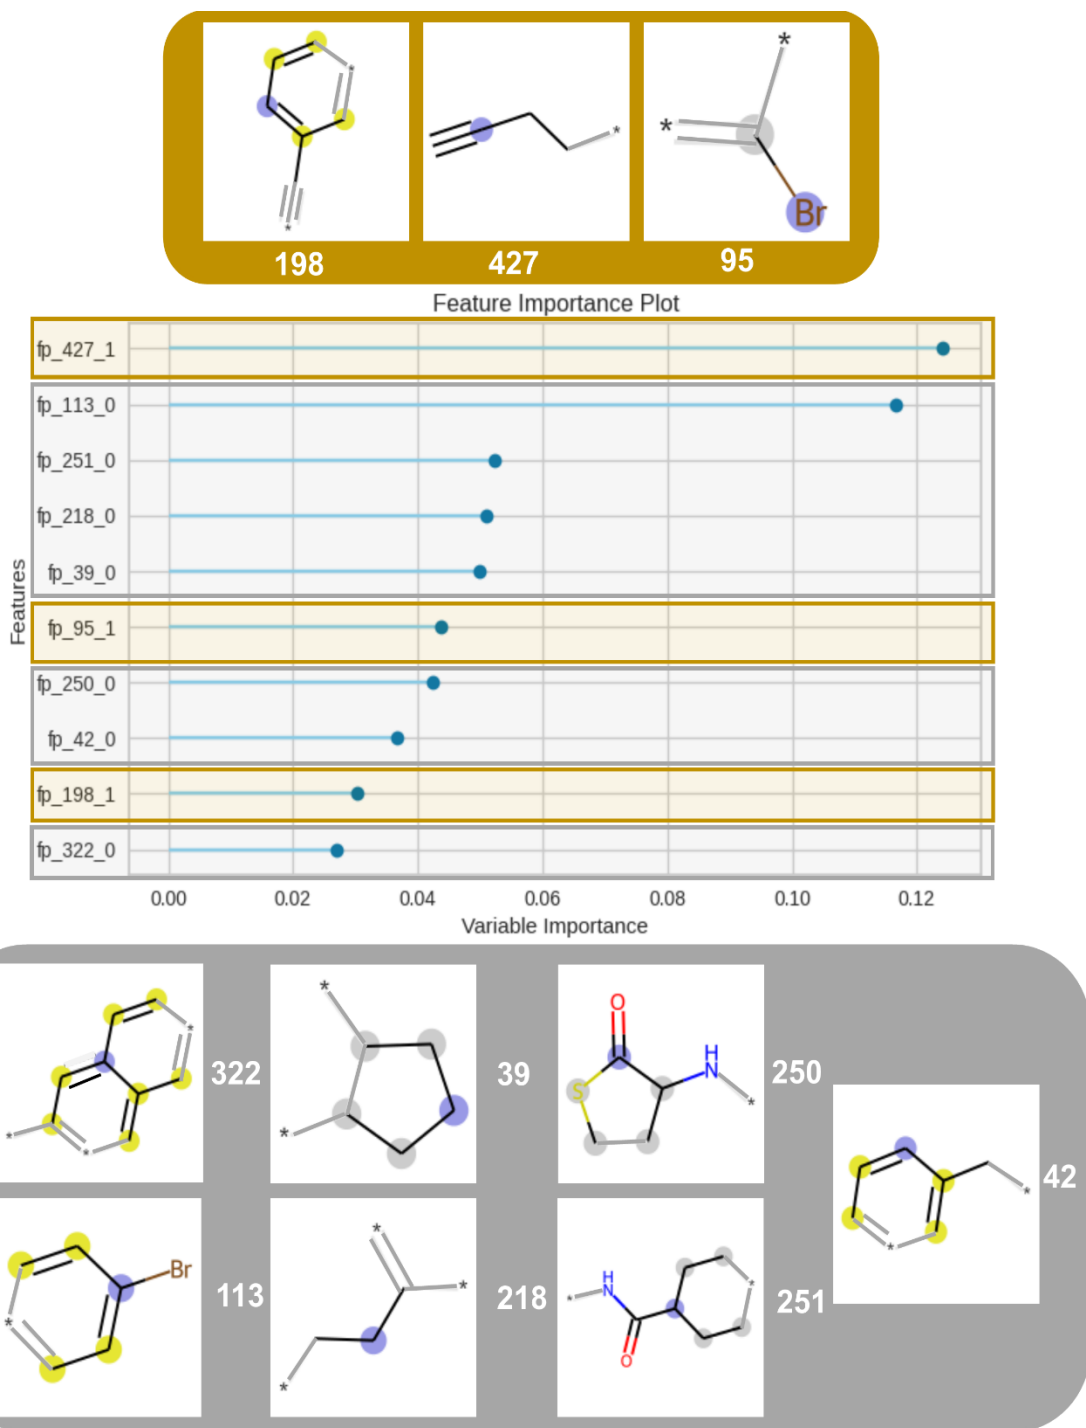 *
*
*
*
Br
198 427 95
Feature Importance Plot
fp_427_1
fp_113_0
fp_251_0
fp_218_0
fp_39_0
fp_95_1
fp_250_0
fp_42_0
fp_198_1
fp_322_0
Features
0.00 0.02 0.04 0.06 0.08 0.10 0.12
Variable Importance
*
*
*
322
*
*
39
O
S
H
N
*
250
*
*
42
Br
*
113
*
*
*
218
H
N
*
O
*
251